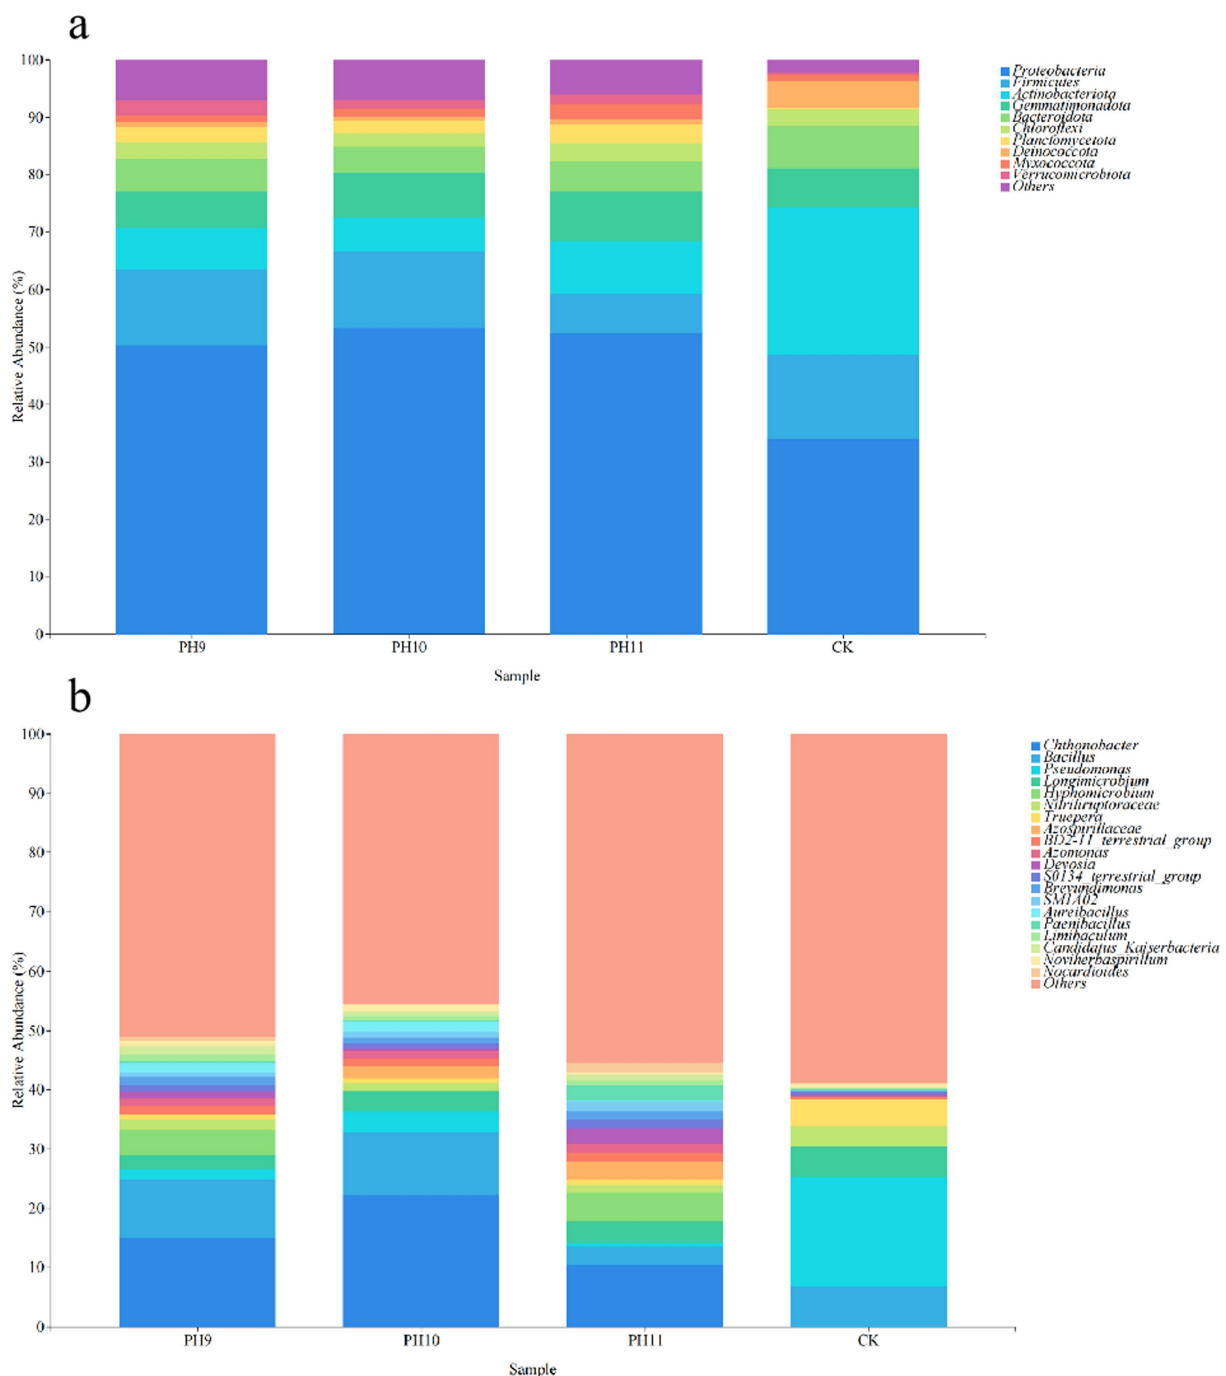 a
100
90
80
70
60
50
40
30
20
10
0
Relative Abundance (%)
PH9
PH10
PH11
CK
Sample
Proteobacteria
Firmicutes
Actinobacteriota
Gemmatimonadota
Bacteroidota
Chloroflexi
Planctomycetota
Deinococcota
Myxococcota
Verrucomicrobiota
Others
b
100
90
80
70
60
50
40
30
20
10
0
Relative Abundance (%)
PH9
PH10
PH11
CK
Sample
Chthonobacter
Bacillus
Pseudomonas
Longimicrobium
Hyphomicrobium
Nitriliruptoraceae
Truepera
Azospirillaceae
BD2-11_terrestrial_group
Azomonas
Devosia
S0134_terrestrial_group
Brevundimonas
SM1A02
Aureibacillus
Paenibacillus
Limibaculum
Candidatus_Kaiserbacteria
Noviherbaspirillum
Nocardioides
Others